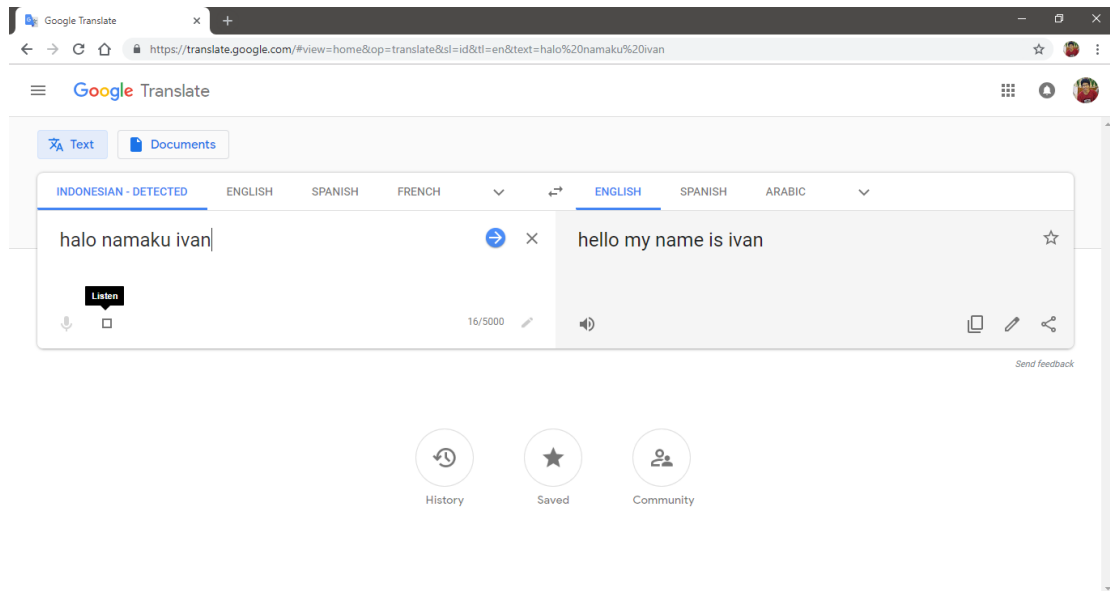 Google Translate
https://translate.google.com/#view=home&op=translate&sl=id&tl=en&text=halo%20namaku%20ivan
Google Translate
Text Documents
INDONESIAN - DETECTED ENGLISH SPANISH FRENCH ENGLISH SPANISH ARABIC
halo namaku ivan hello my name is ivan
Listen
16/5000
Send feedback
History Saved Community